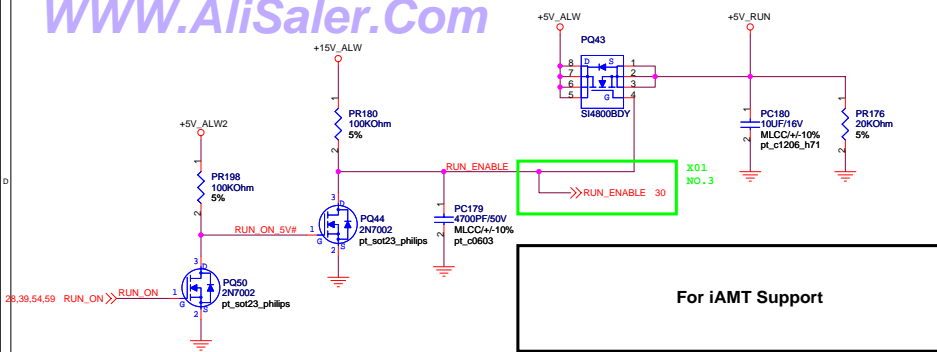 WWW.AliSaler.Com
+5V_ALW
+5V_RUN
PQ43
+15V_ALW
8 D S 1
7 2
6 3
5 G 4
SI4800BDY
1
PR180
100KOhm
5%
2
1
PC180
10UF/16V
MLCC/+/-10%
pt_c1206_h71
2
1
PR176
20KOhm
5%
2
+5V_ALW2
1
PR198
100KOhm
5%
2
RUN_ENABLE
X01
NO.3
RUN_ENABLE 30
D
3
D
PQ44
2N7002
pt_sot23_philips
RUN_ON_5V#
1
G
S
2
1
PC179
4700PF/50V
MLCC/+/-10%
pt_c0603
2
3
D
PQ50
2N7002
pt_sot23_philips
28,39,54,59 RUN_ON
RUN_ON
1
G
S
2
For iAMT Support